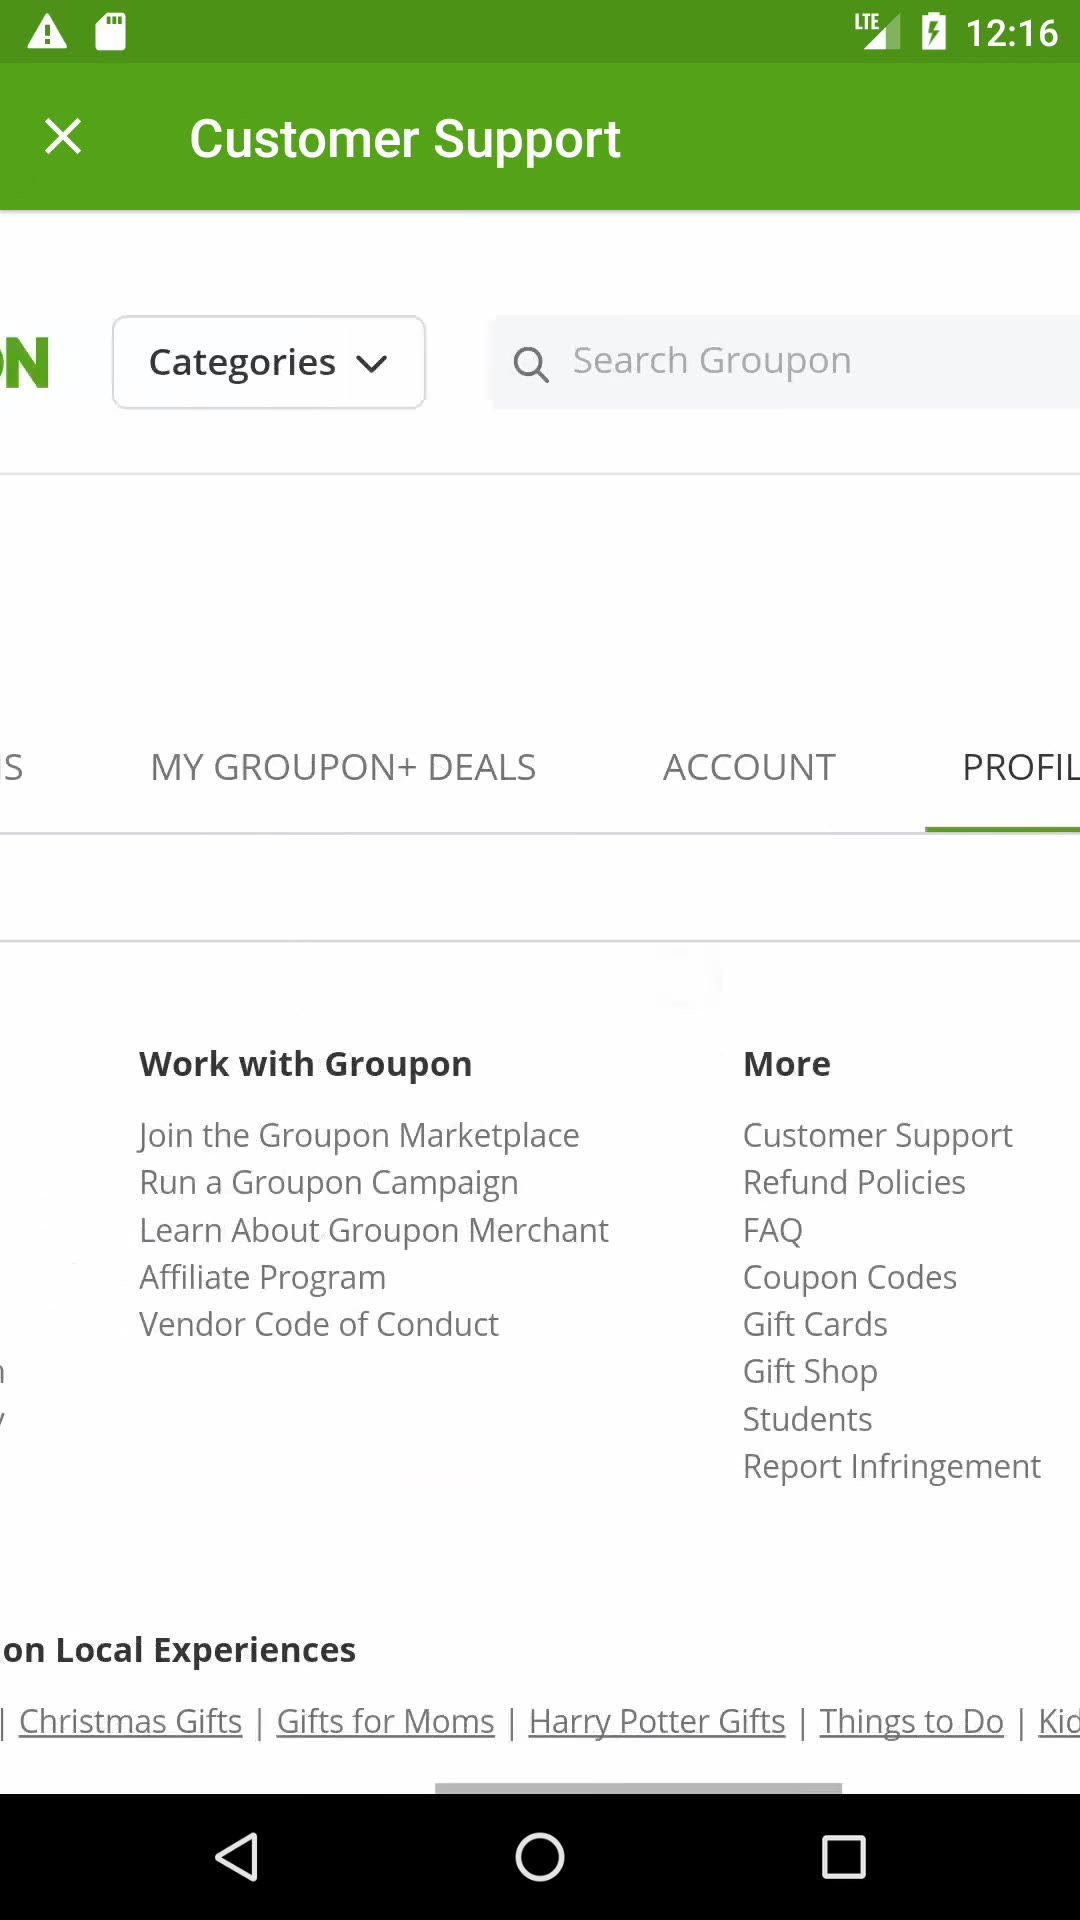 LTE 12:16
Customer Support
ON Categories Search Groupon
MY GROUPON+ DEALS ACCOUNT PROFIL
Work with Groupon
Join the Groupon Marketplace
Run a Groupon Campaign
Learn About Groupon Merchant
Affiliate Program
Vendor Code of Conduct
More
Customer Support
Refund Policies
FAQ
Coupon Codes
Gift Cards
Gift Shop
Students
Report Infringement
on Local Experiences
| Christmas Gifts | Gifts for Moms | Harry Potter Gifts | Things to Do | Kid